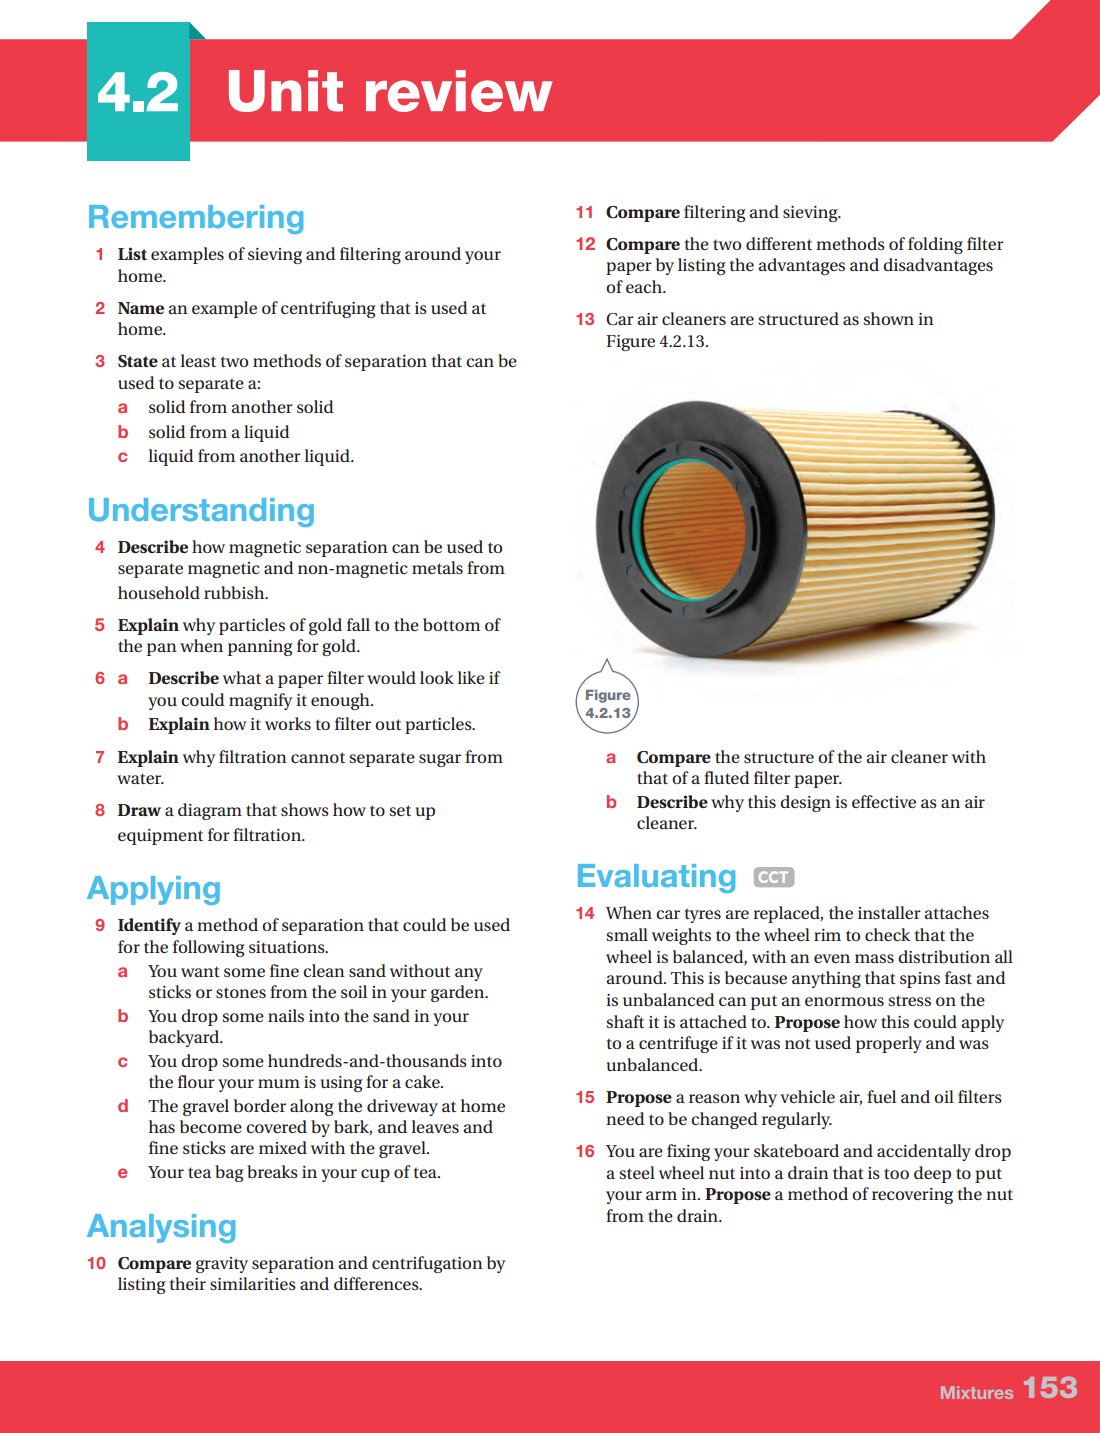 4.2 Unit review
Remembering
1 List examples of sieving and filtering around your
home.
2 Name an example of centrifuging that is used at
home.
3 State at least two methods of separation that can be
used to separate a:
a solid from another solid
b solid from a liquid
c liquid from another liquid.
Understanding
4 Describe how magnetic separation can be used to
separate magnetic and non-magnetic metals from
household rubbish.
5 Explain why particles of gold fall to the bottom of
the pan when panning for gold.
6 a Describe what a paper filter would look like if
you could magnify it enough.
b Explain how it works to filter out particles.
7 Explain why filtration cannot separate sugar from
water.
8 Draw a diagram that shows how to set up
equipment for filtration.
Applying
9 Identify a method of separation that could be used
for the following situations.
a You want some fine clean sand without any
sticks or stones from the soil in your garden.
b You drop some nails into the sand in your
backyard.
c You drop some hundreds-and-thousands into
the flour your mum is using for a cake.
d The gravel border along the driveway at home
has become covered by bark, and leaves and
fine sticks are mixed with the gravel.
e Your tea bag breaks in your cup of tea.
Analysing
10 Compare gravity separation and centrifugation by
listing their similarities and differences.
11 Compare filtering and sieving.
12 Compare the two different methods of folding filter
paper by listing the advantages and disadvantages
of each.
13 Car air cleaners are structured as shown in
Figure 4.2.13.
Figure
4.2.13
a Compare the structure of the air cleaner with
that of a fluted filter paper.
b Describe why this design is effective as an air
cleaner.
Evaluating CCT
14 When car tyres are replaced, the installer attaches
small weights to the wheel rim to check that the
wheel is balanced, with an even mass distribution all
around. This is because anything that spins fast and
is unbalanced can put an enormous stress on the
shaft it is attached to. Propose how this could apply
to a centrifuge if it was not used properly and was
unbalanced.
15 Propose a reason why vehicle air, fuel and oil filters
need to be changed regularly.
16 You are fixing your skateboard and accidentally drop
a steel wheel nut into a drain that is too deep to put
your arm in. Propose a method of recovering the nut
from the drain.
Mixtures 153